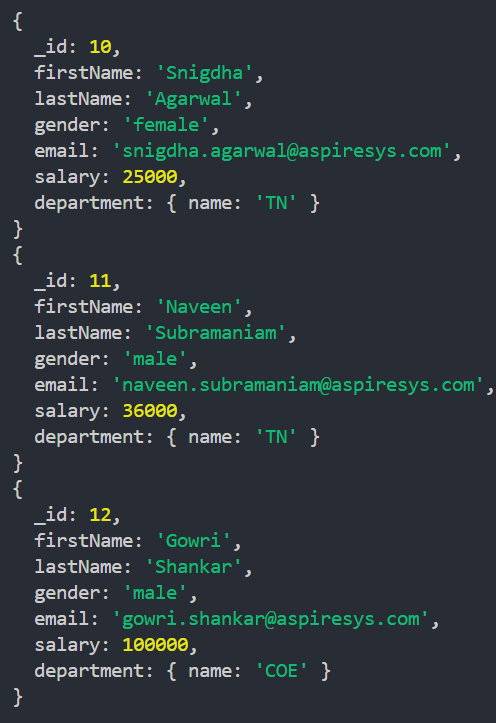 {
  _id: 10,
  firstName: 'Snigdha',
  lastName: 'Agarwal',
  gender: 'female',
  email: 'snigdha.agarwal@aspiresys.com',
  salary: 25000,
  department: { name: 'TN' }
}
{
  _id: 11,
  firstName: 'Naveen',
  lastName: 'Subramaniam',
  gender: 'male',
  email: 'naveen.subramaniam@aspiresys.com',
  salary: 36000,
  department: { name: 'TN' }
}
{
  _id: 12,
  firstName: 'Gowri',
  lastName: 'Shankar',
  gender: 'male',
  email: 'gowri.shankar@aspiresys.com',
  salary: 100000,
  department: { name: 'COE' }
}